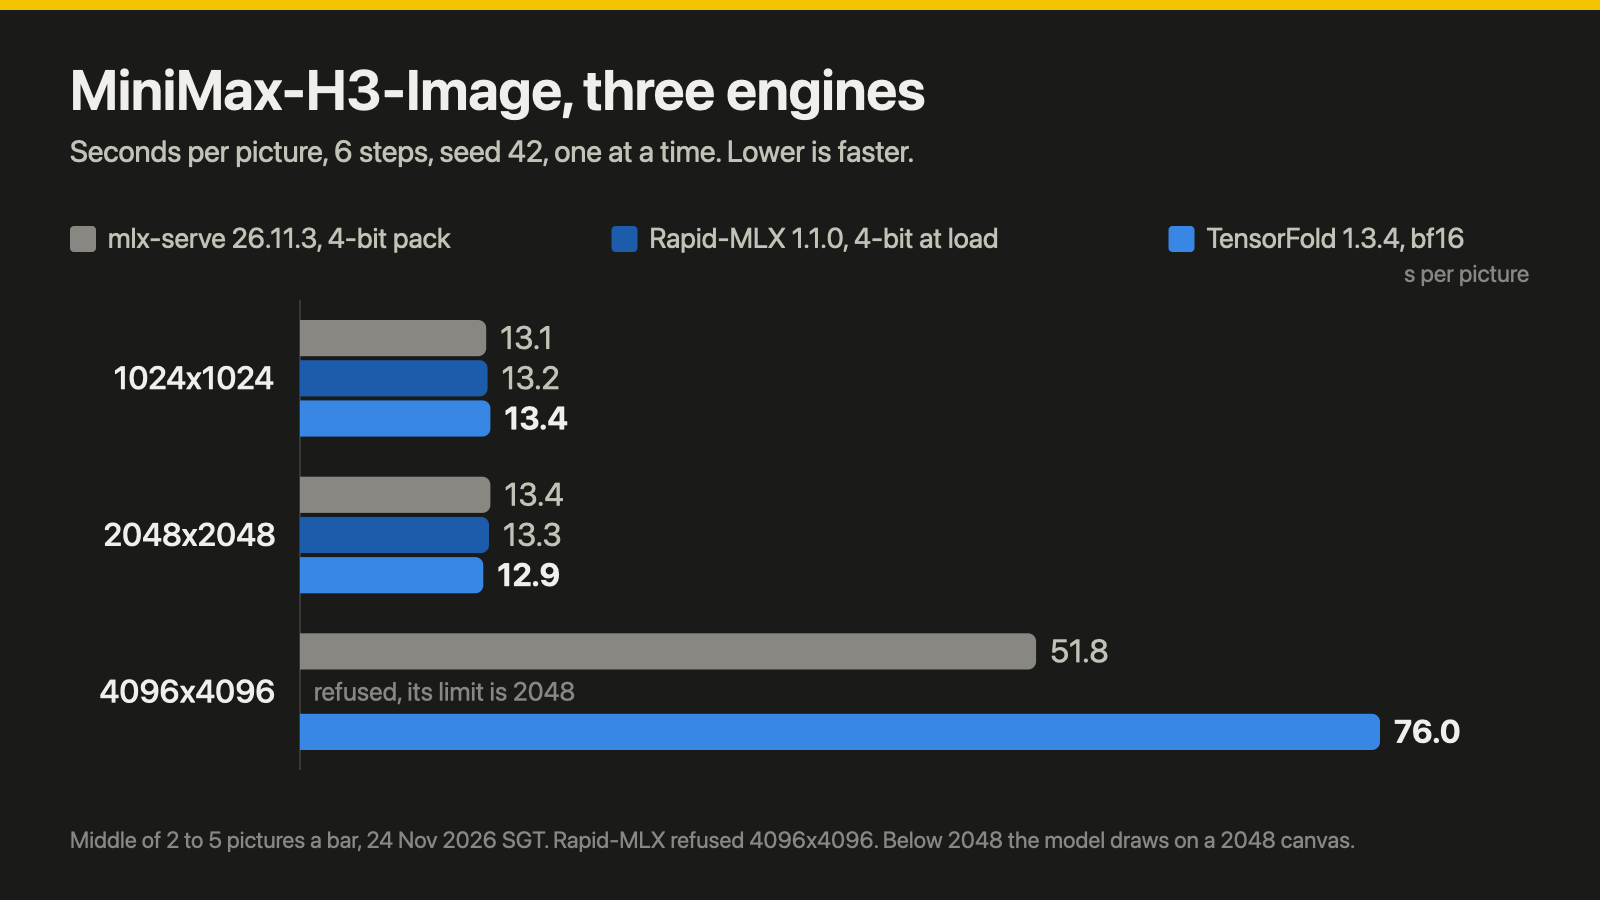 MiniMax-H3-Image, three engines
Seconds per picture, 6 steps, seed 42, one at a time. Lower is faster.
mlx-serve 26.11.3, 4-bit pack
Rapid-MLX 1.1.0, 4-bit at load
TensorFold 1.3.4, bf16
s per picture
1024x1024
13.1
13.2
13.4
2048x2048
13.4
13.3
12.9
4096x4096
51.8
refused, its limit is 2048
76.0
Middle of 2 to 5 pictures a bar, 24 Nov 2026 SGT. Rapid-MLX refused 4096x4096. Below 2048 the model draws on a 2048 canvas.